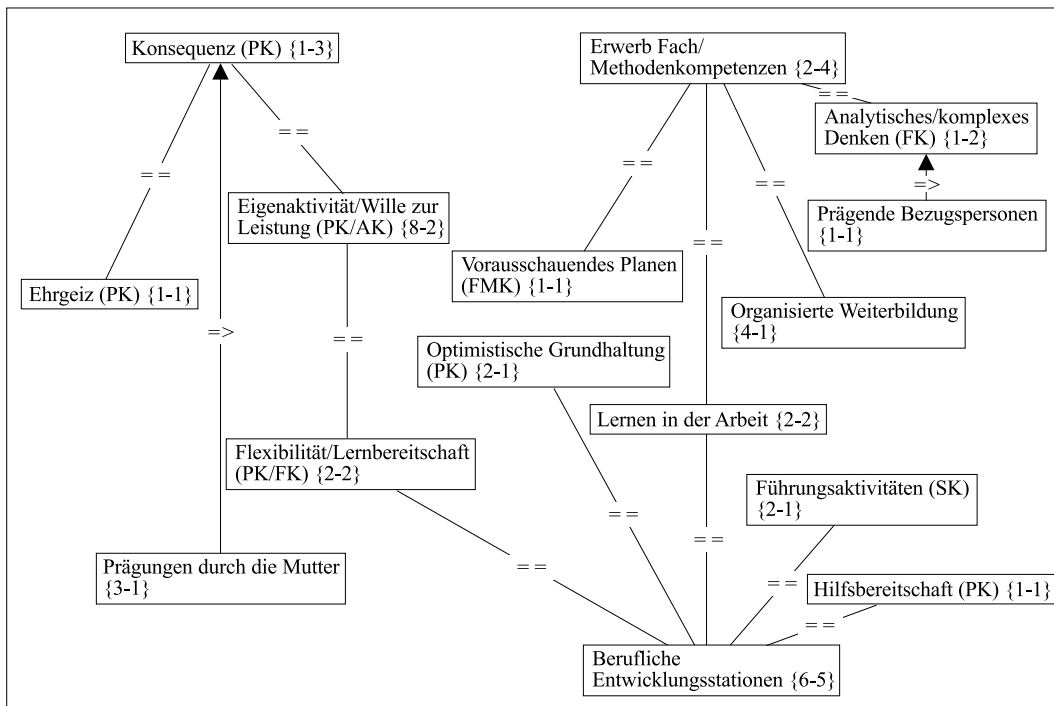 Konsequenz (PK) {1-3}
Erwerb Fach/
Methodenkompetenzen {2-4}
==
Analytisches/komplexes
Denken (FK) {1-2}
==
==
==
==
=>
Eigenaktivität/Wille zur
Leistung (PK/AK) {8-2}
Prägende Bezugspersonen
{1-1}
==
Vorausschauendes Planen
(FMK) {1-1}
Ehrgeiz (PK) {1-1}
Organisierte Weiterbildung
{4-1}
=>
==
Optimistische Grundhaltung
(PK) {2-1}
Lernen in der Arbeit {2-2}
Flexibilität/Lernbereitschaft
(PK/FK) {2-2}
Führungsaktivitäten (SK)
{2-1}
==
==
Prägungen durch die Mutter
{3-1}
==
==
Hilfsbereitschaft (PK) {1-1}
==
Berufliche
Entwicklungsstationen {6-5}